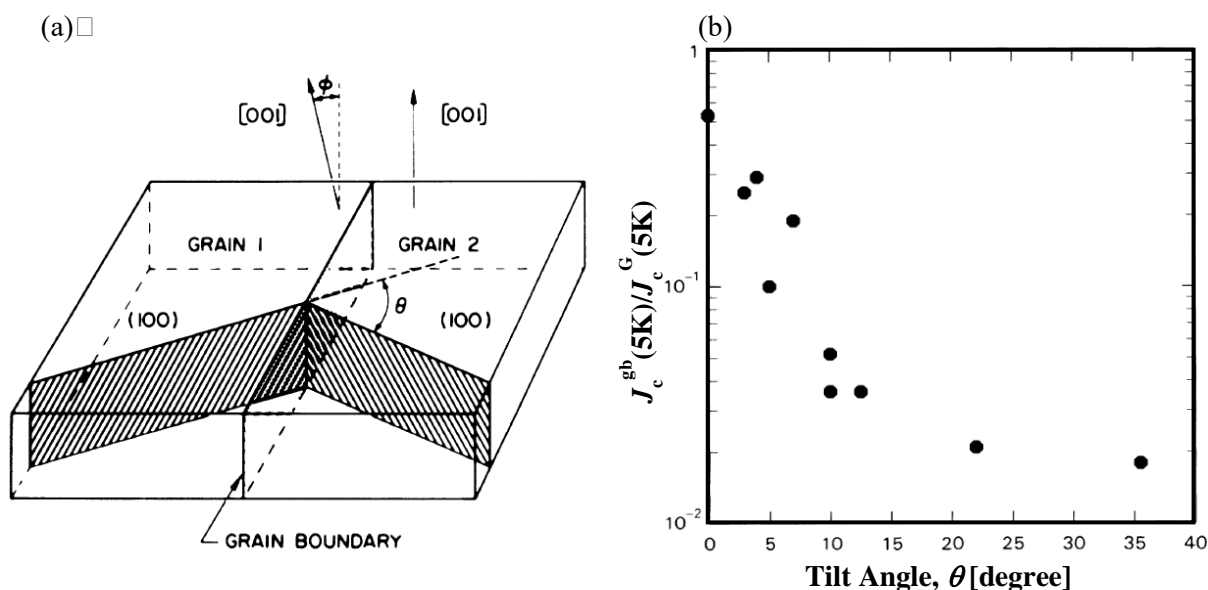 (a)□
ϕ
[001]
[001]
GRAIN 1
GRAIN 2
θ
(100)
(100)
GRAIN BOUNDARY
(b)
1
10⁻¹
10⁻²
J_c^gb(5K)/J_c^G(5K)
0 5 10 15 20 25 30 35 40
Tilt Angle, θ [degree]